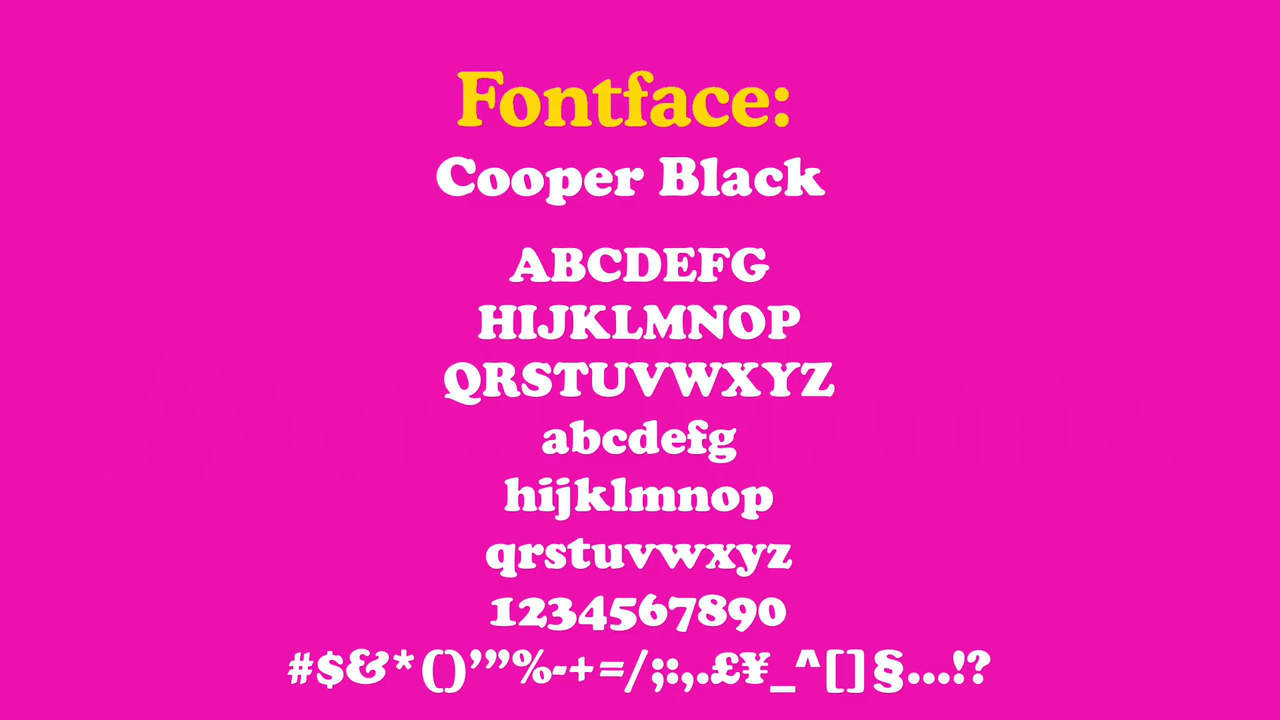 Fontface:
Cooper Black
ABCDEFG
HIJKLMNOP
QRSTUVWXYZ
abcdefg
hijklmnop
qrstuvwxyz
1234567890
#$&*()’”%-+=/;:,.£¥_^[]§…!?